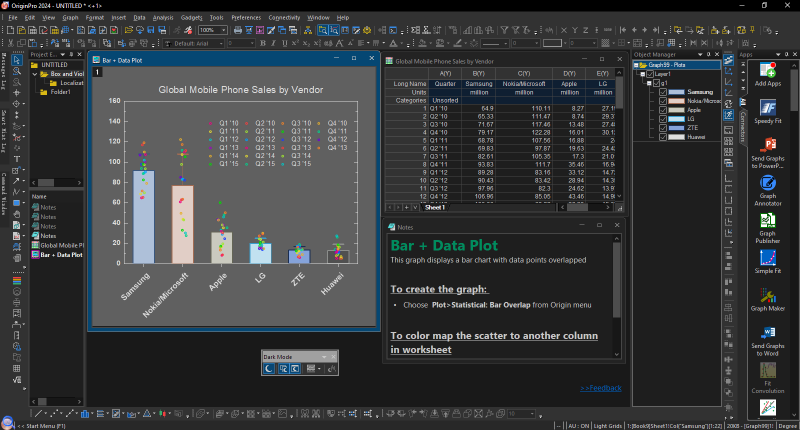 OriginPro 2024 - UNTITLED * <+1>
File Edit View Graph Format Insert Data Analysis Gadgets Tools Preferences Connectivity Window Help
100%
Default: Arial 0
Project Explorer
UNTITLED
Folder1
Name
Notes
Notes
Notes
Global Mobile Pl
Bar + Data Plot
Messages Log
Smart Hint Log
Command Window
Bar + Data Plot
1
Global Mobile Phone Sales by Vendor
160
140
120
100
80
60
40
20
0
Q1 '10 Q2 '10 Q3 '10 Q4 '10
Q1 '11 Q2 '11 Q3 '11 Q4 '11
Q1 '12 Q2 '12 Q3 '12 Q4 '12
Q1 '13 Q2 '13 Q3 '13 Q4 '13
Q1 '14 Q2 '14 Q3 '14 Q4 '14
Q1 '15 Q2 '15 Q3 '15
Samsung
Nokia/Microsoft
Apple
LG
ZTE
Huawei
Dark Mode
Global Mobile Phone Sales by Vendor
A(Y) B(Y) C(Y) D(Y) E(Y)
Long Name Quarter Samsung Nokia/Microsoft Apple LG
Units million million million million
Categories Unsorted
1 Q1 '10 64.9 110.11 8.27 27.1
2 Q2 '10 65.33 111.47 8.74 29.3
3 Q3 '10 71.67 117.46 13.48 27.4
4 Q4 '10 79.17 122.28 16.01 30.1
5 Q1 '11 68.78 107.56 16.88 24
6 Q2 '11 69.83 97.87 19.63 24.4
7 Q3 '11 82.61 105.35 17.3 21.0
8 Q4 '11 93.83 111.7 35.46 16.9
9 Q1 '12 89.28 83.16 33.12 14.7
10 Q2 '12 90.43 83.42 28.94 14.3
11 Q3 '12 97.96 82.3 24.62 13.9
12 Q4 '12 106.96 85.05 43.46 14.9
Sheet1
Notes
Bar + Data Plot
This graph displays a bar chart with data points overlapped
To create the graph:
• Choose Plot>Statistical: Bar Overlap from Origin menu
To color map the scatter to another column
in worksheet
>>Feedback
Object Manager
Graph99 - Plots
Layer1
g1
Samsung
Nokia/Microso
Apple
LG
ZTE
Huawei
Apps
All
Connectivity
Add Apps
Speedy Fit
Send Graphs
to PowerP...
Graph
Annotator
Graph
Publisher
Simple Fit
Graph Maker
Send Graphs
to Word
Fit
Convolution
<< Start Menu (F1)
AU : ON Light Grids 1:[Book9]Sheet1!Col("Samsung")[1:22]
Degree